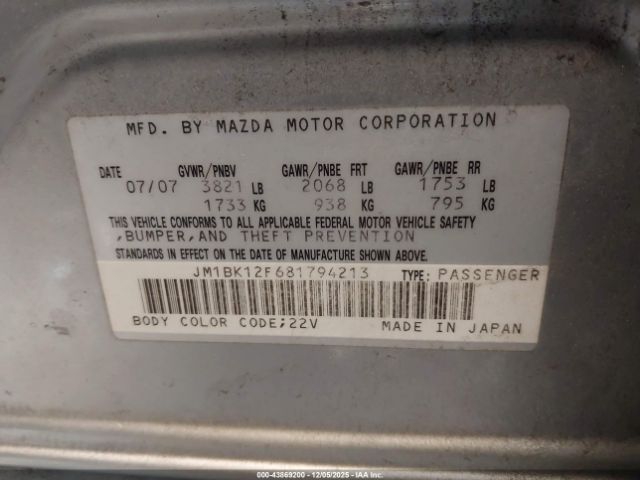 MFD. BY MAZDA MOTOR CORPORATION
DATE GVWR/PNBV GAWR/PNBE FRT GAWR/PNBE RR
07/07 3821 LB 2068 LB 1753 LB
1733 KG 938 KG 795 KG
THIS VEHICLE CONFORMS TO ALL APPLICABLE FEDERAL MOTOR VEHICLE SAFETY
,BUMPER,AND THEFT PREVENTION
STANDARDS IN EFFECT ON THE DATE OF MANUFACTURE SHOWN ABOVE.
JM1BK12F681794213 TYPE: PASSENGER
BODY COLOR CODE;22V MADE IN JAPAN
000-43869200 - 12/05/2025 - IAAI.com